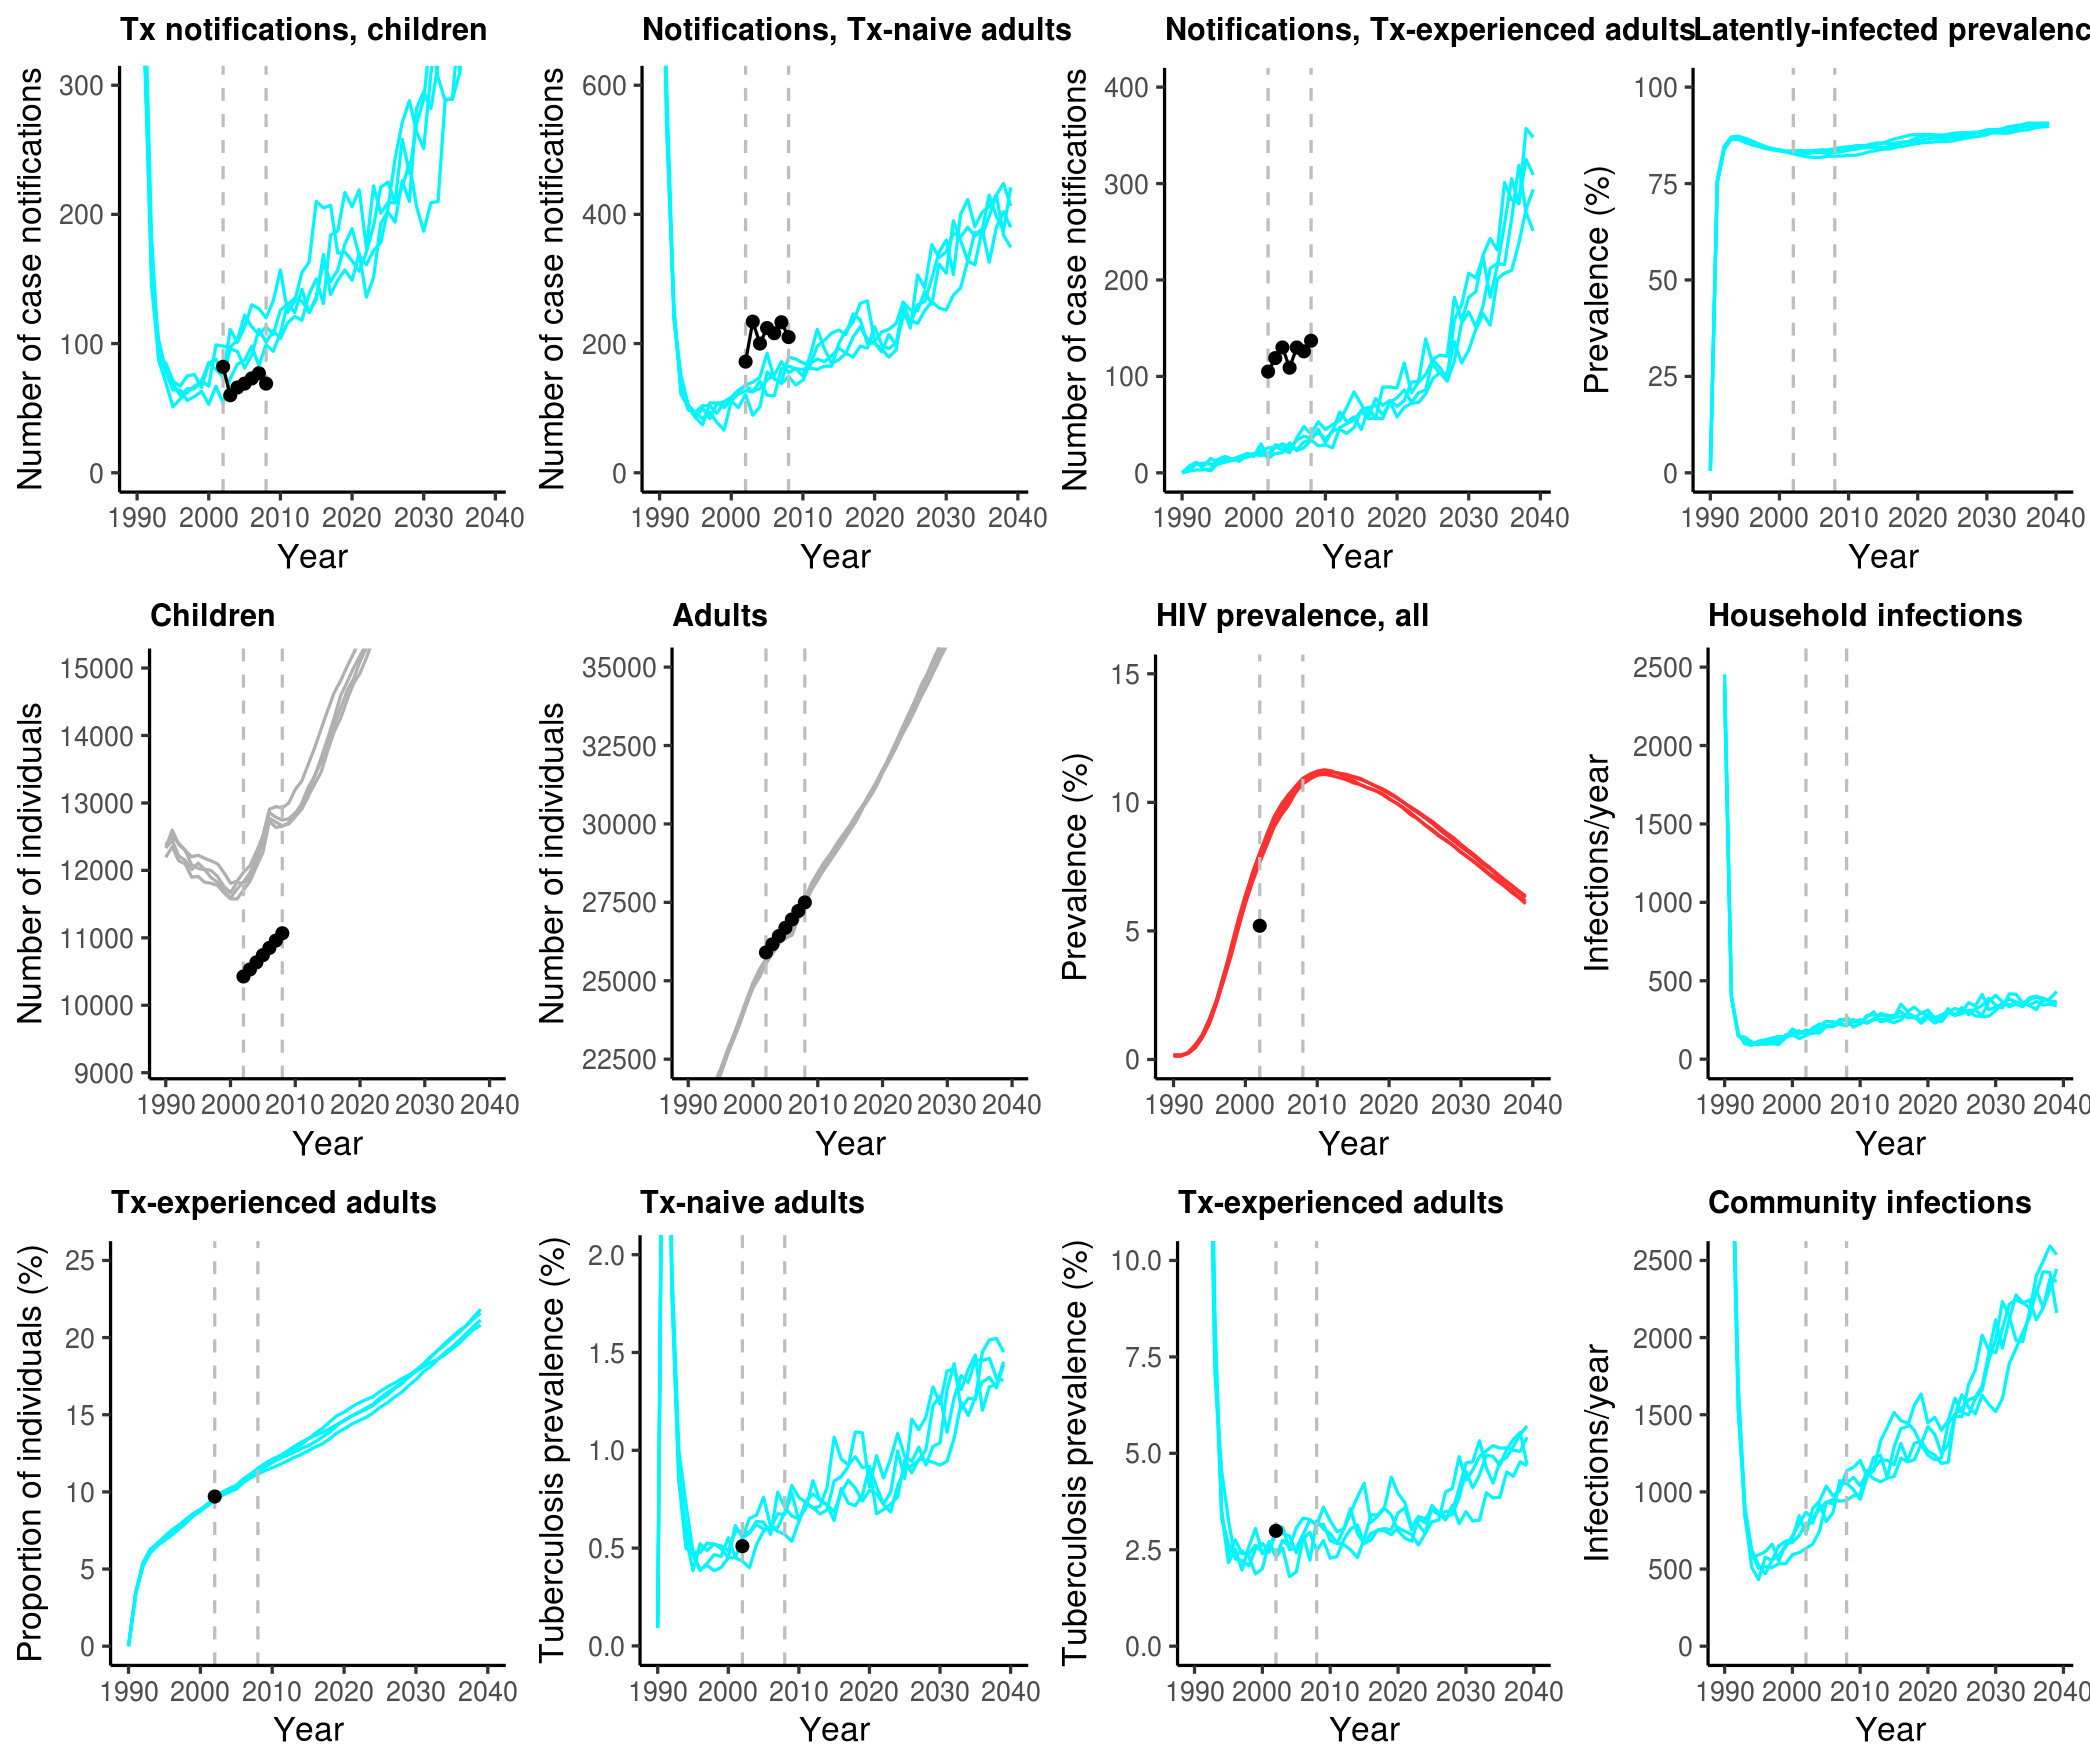 Tx notifications, children
Number of case notifications
300
200
100
0
1990 2000 2010 2020 2030 2040
Year
Notifications, Tx-naive adults
Number of case notifications
600
400
200
0
1990 2000 2010 2020 2030 2040
Year
Notifications, Tx-experienced adults
Number of case notifications
400
300
200
100
0
1990 2000 2010 2020 2030 2040
Year
Latently-infected prevalenc
Prevalence (%)
100
75
50
25
0
1990 2000 2010 2020 2030 2040
Year
Children
Number of individuals
15000
14000
13000
12000
11000
10000
9000
1990 2000 2010 2020 2030 2040
Year
Adults
Number of individuals
35000
32500
30000
27500
25000
22500
1990 2000 2010 2020 2030 2040
Year
HIV prevalence, all
Prevalence (%)
15
10
5
0
1990 2000 2010 2020 2030 2040
Year
Household infections
Infections/year
2500
2000
1500
1000
500
0
1990 2000 2010 2020 2030 2040
Year
Tx-experienced adults
Proportion of individuals (%)
25
20
15
10
5
0
1990 2000 2010 2020 2030 2040
Year
Tx-naive adults
Tuberculosis prevalence (%)
2.0
1.5
1.0
0.5
0.0
1990 2000 2010 2020 2030 2040
Year
Tx-experienced adults
Tuberculosis prevalence (%)
10.0
7.5
5.0
2.5
0.0
1990 2000 2010 2020 2030 2040
Year
Community infections
Infections/year
2500
2000
1500
1000
500
0
1990 2000 2010 2020 2030 2040
Year